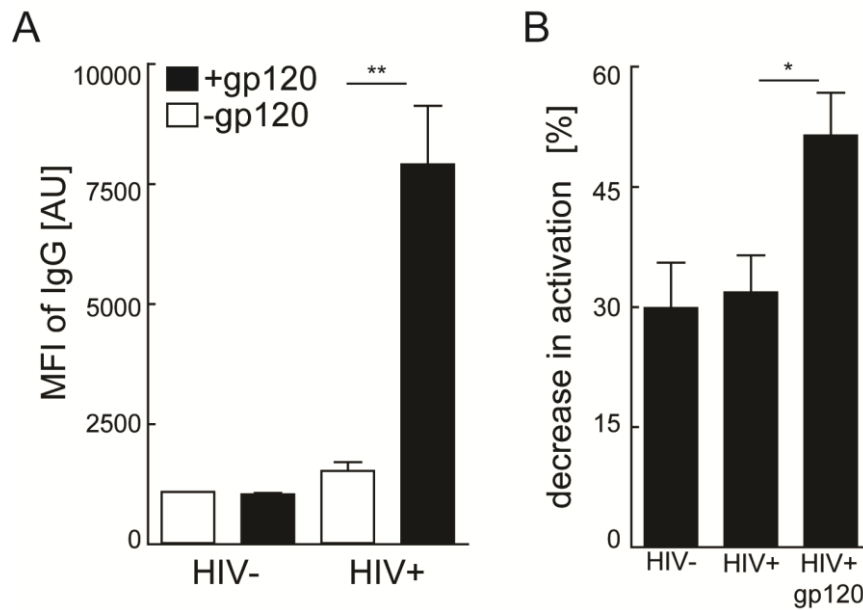 A
MFI of IgG [AU]
10000
7500
5000
2500
0
+gp120
-gp120
**
HIV-
HIV+
B
decrease in activation [%]
60
45
30
15
0
*
HIV-
HIV+
HIV+
gp120